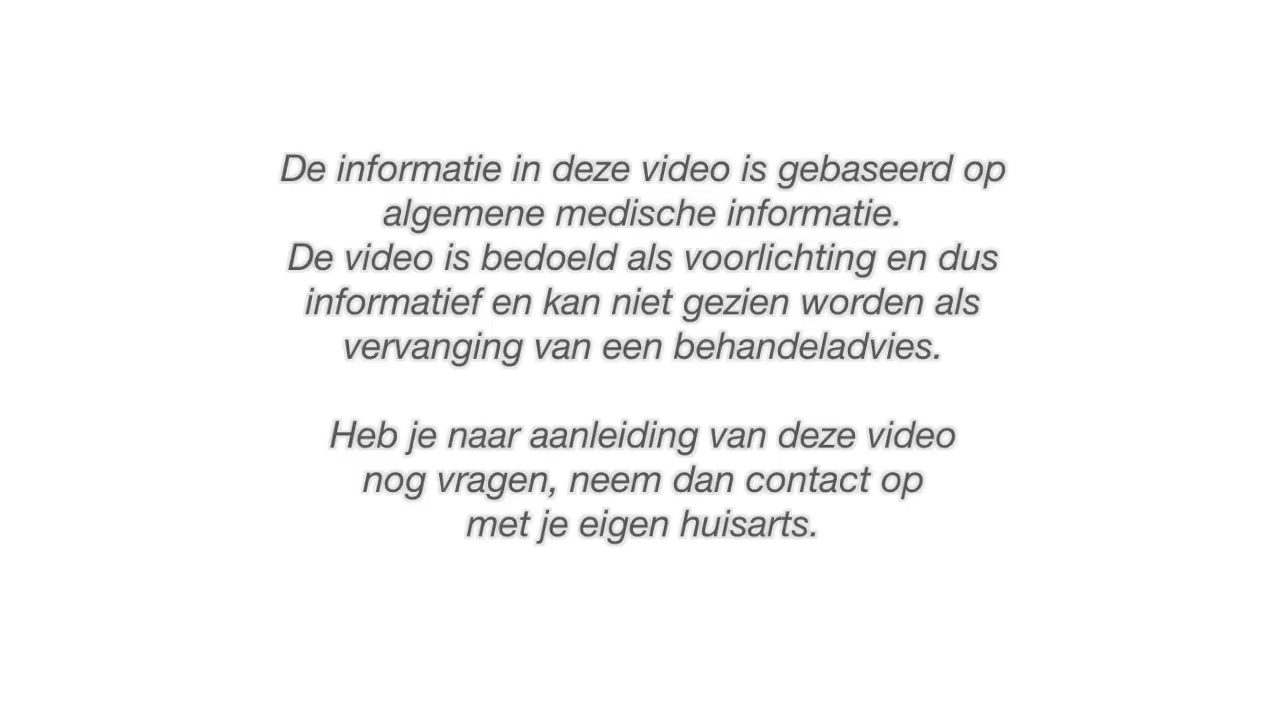 De informatie in deze video is gebaseerd op
algemene medische informatie.
De video is bedoeld als voorlichting en dus
informatief en kan niet gezien worden als
vervanging van een behandeladvies.
Heb je naar aanleiding van deze video
nog vragen, neem dan contact op
met je eigen huisarts.